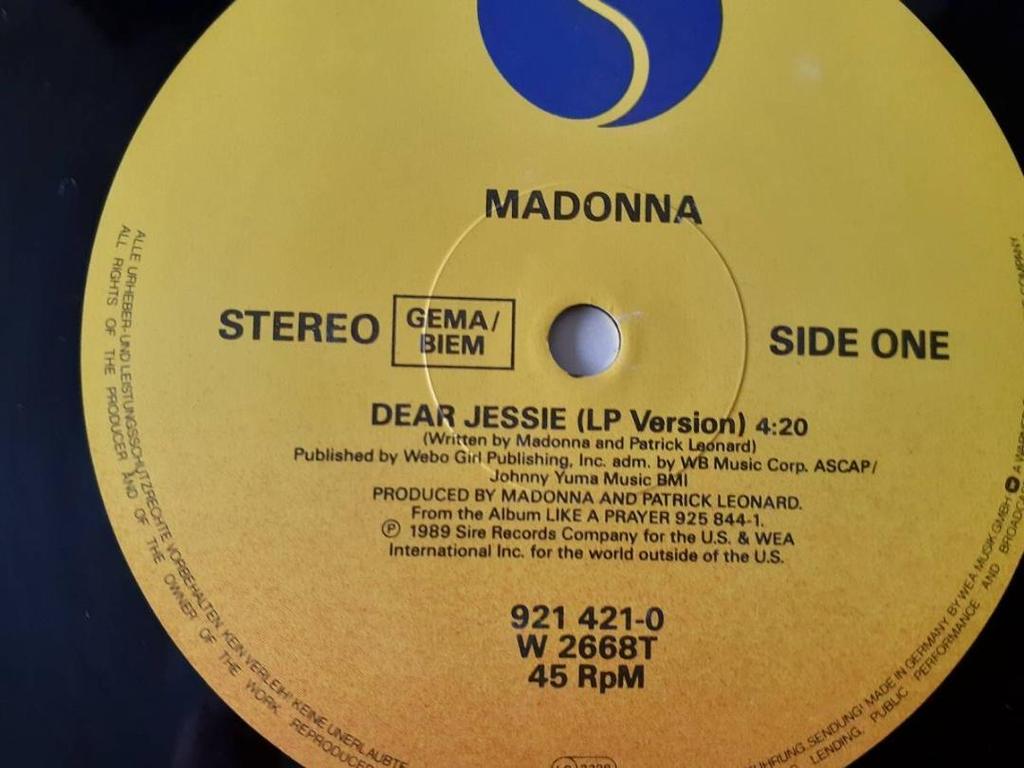 MADONNA
STEREO
GEMA/
BIEM
SIDE ONE
DEAR JESSIE (LP Version) 4:20
(Written by Madonna and Patrick Leonard)
Published by Webo Girl Publishing, Inc. adm. by WB Music Corp. ASCAP/
Johnny Yuma Music BMI
PRODUCED BY MADONNA AND PATRICK LEONARD.
From the Album LIKE A PRAYER 925 844-1.
℗ 1989 Sire Records Company for the U.S. & WEA
International Inc. for the world outside of the U.S.
921 421-0
W 2668T
45 RpM
ALLE URHEBER- UND LEISTUNGSSCHUTZRECHTE VORBEHALTEN. KEIN VERLEIH! KEINE UNERLAUBTE
ALL RIGHTS OF THE PRODUCER AND OF THE OWNER OF THE WORK REPRODUCED
SENDUNG! MADE IN GERMANY BY WEA MUSIK GMBH
LENDING, PUBLIC PERFORMANCE AND
COMPANY